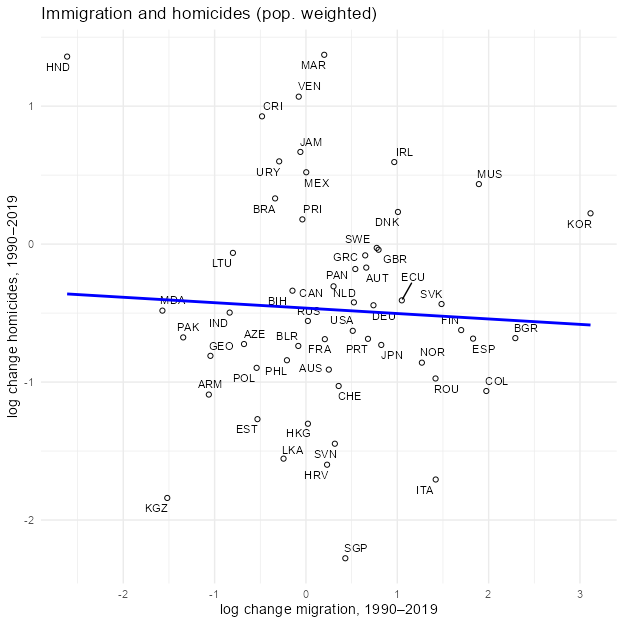 Immigration and homicides (pop. weighted)
HND
MAR
VEN
CRI
JAM
URY
MEX
IRL
MUS
BRA
PRI
DNK
KOR
SWE
LTU
GRC
GBR
PAN
AUT
ECU
MDA
BIH
CAN
NLD
SVK
RUS
DEU
IND
USA
FIN
BGR
PAK
AZE
BLR
GEO
FRA
PRT
JPN
NOR
ESP
POL
PHL
AUS
ARM
CHE
ROU
COL
EST
HKG
LKA
SVN
HRV
KGZ
ITA
SGP
1
0
-1
-2
-2
-1
0
1
2
3
log change homicides, 1990–2019
log change migration, 1990–2019